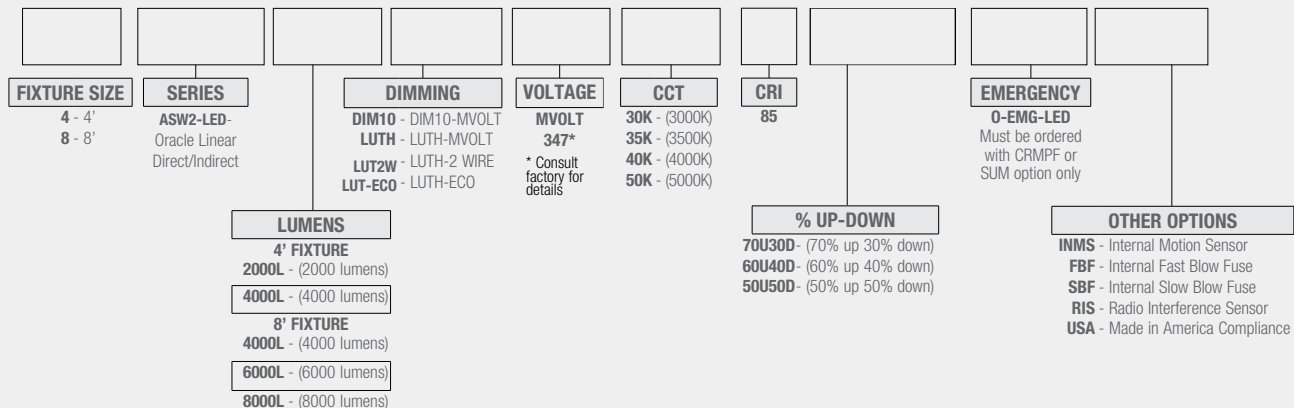 FIXTURE SIZE
4 - 4'
8 - 8'
SERIES
ASW2-LED-
Oracle Linear
Direct/Indirect
LUMENS
4' FIXTURE
2000L - (2000 lumens)
4000L - (4000 lumens)
8' FIXTURE
4000L - (4000 lumens)
6000L - (6000 lumens)
8000L - (8000 lumens)
DIMMING
DIM10 - DIM10-MVOLT
LUTH - LUTH-MVOLT
LUT2W - LUTH-2 WIRE
LUT-ECO - LUTH-ECO
VOLTAGE
MVOLT
347*
* Consult
factory for
details
CCT
30K - (3000K)
35K - (3500K)
40K - (4000K)
50K - (5000K)
CRI
85
% UP-DOWN
70U30D- (70% up 30% down)
60U40D- (60% up 40% down)
50U50D- (50% up 50% down)
EMERGENCY
O-EMG-LED
Must be ordered
with CRMPF or
SUM option only
OTHER OPTIONS
INMS - Internal Motion Sensor
FBF - Internal Fast Blow Fuse
SBF - Internal Slow Blow Fuse
RIS - Radio Interference Sensor
USA - Made in America Compliance